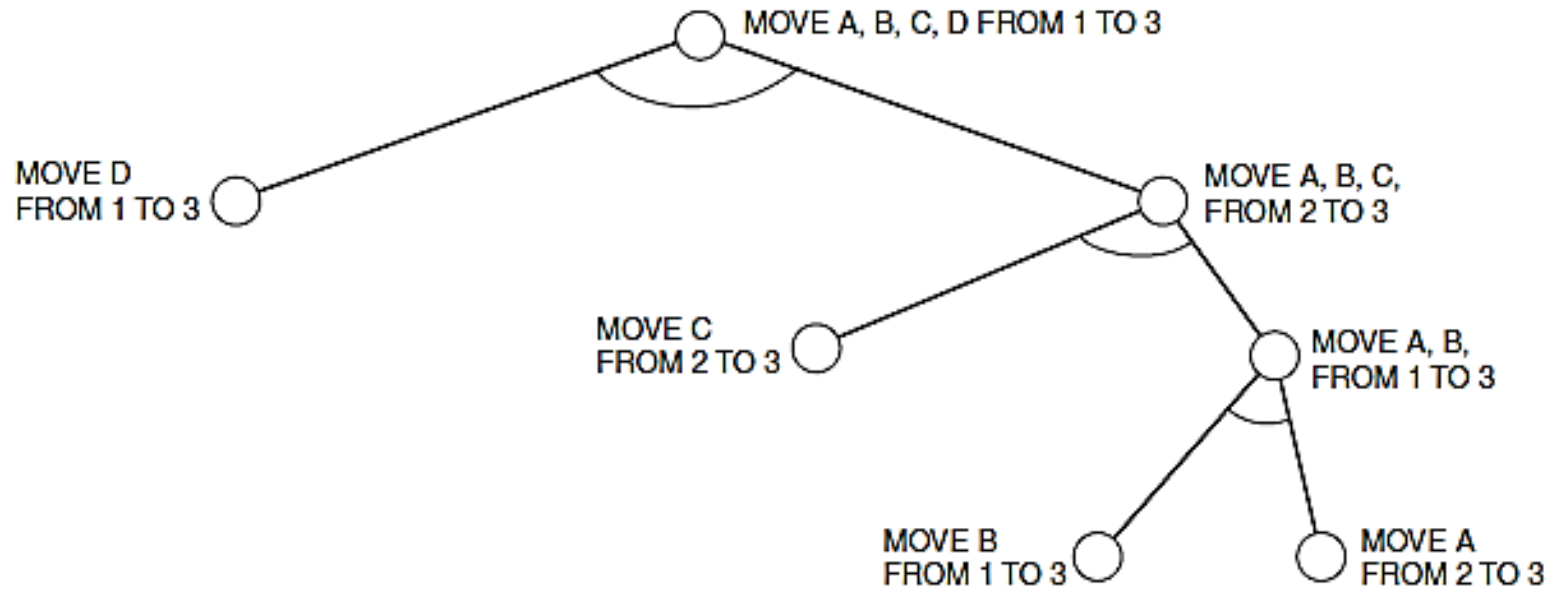 MOVE A, B, C, D FROM 1 TO 3
MOVE D
FROM 1 TO 3
MOVE A, B, C,
FROM 2 TO 3
MOVE C
FROM 2 TO 3
MOVE A, B,
FROM 1 TO 3
MOVE B
FROM 1 TO 3
MOVE A
FROM 2 TO 3